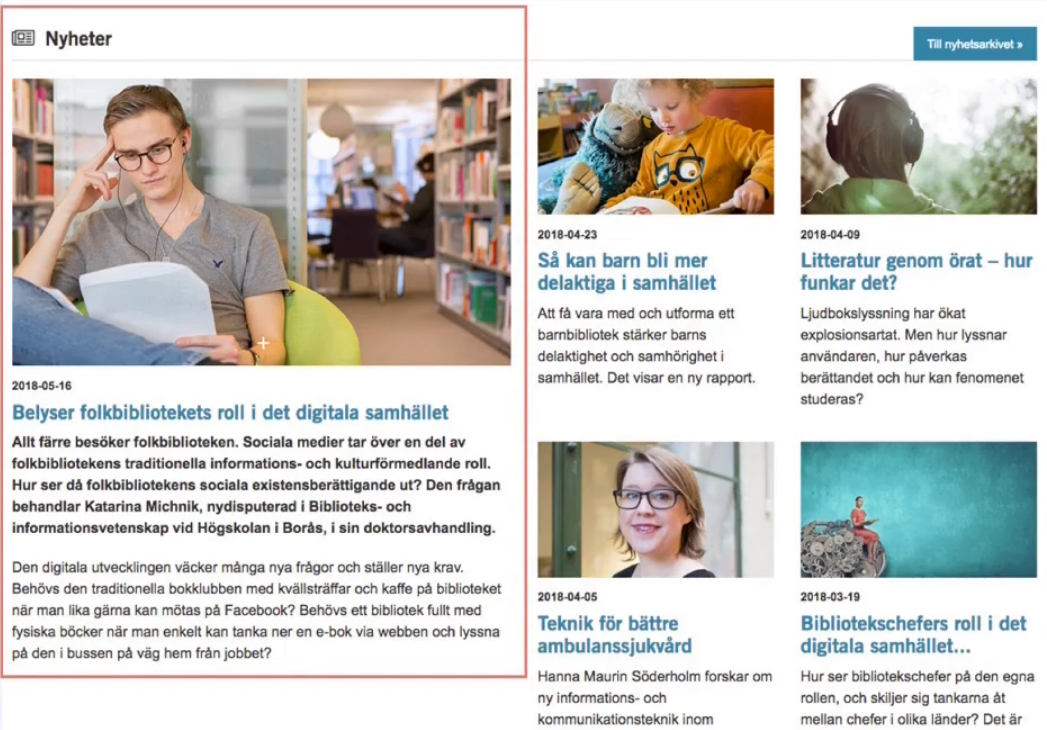 Nyheter
Till nyhetsarkivet »
2018-05-16
Belyser folkbibliotekets roll i det digitala samhället
Allt färre besöker folkbiblioteken. Sociala medier tar över en del av
folkbibliotekens traditionella informations- och kulturförmedlande roll.
Hur ser då folkbibliotekens sociala existensberättigande ut? Den frågan
behandlar Katarina Michnik, nydisputerad i Biblioteks- och
informationsvetenskap vid Högskolan i Borås, i sin doktorsavhandling.
Den digitala utvecklingen väcker många nya frågor och ställer nya krav.
Behövs den traditionella bokklubben med kvällsträffar och kaffe på biblioteket
när man lika gärna kan mötas på Facebook? Behövs ett bibliotek fullt med
fysiska böcker när man enkelt kan tanka ner en e-bok via webben och lyssna
på den i bussen på väg hem från jobbet?
2018-04-23
Så kan barn bli mer
delaktiga i samhället
Att få vara med och utforma ett
barnbibliotek stärker barns
delaktighet och samhörighet i
samhället. Det visar en ny rapport.
2018-04-09
Litteratur genom örat – hur
funkar det?
Ljudbokslyssning har ökat
explosionsartat. Men hur lyssnar
användaren, hur påverkas
berättandet och hur kan fenomenet
studeras?
2018-04-05
Teknik för bättre
ambulanssjukvård
Hanna Maurin Söderholm forskar om
ny informations- och
kommunikationsteknik inom
2018-03-19
Bibliotekschefers roll i det
digitala samhället...
Hur ser bibliotekschefer på den egna
rollen, och skiljer sig tankarna åt
mellan chefer i olika länder? Det är